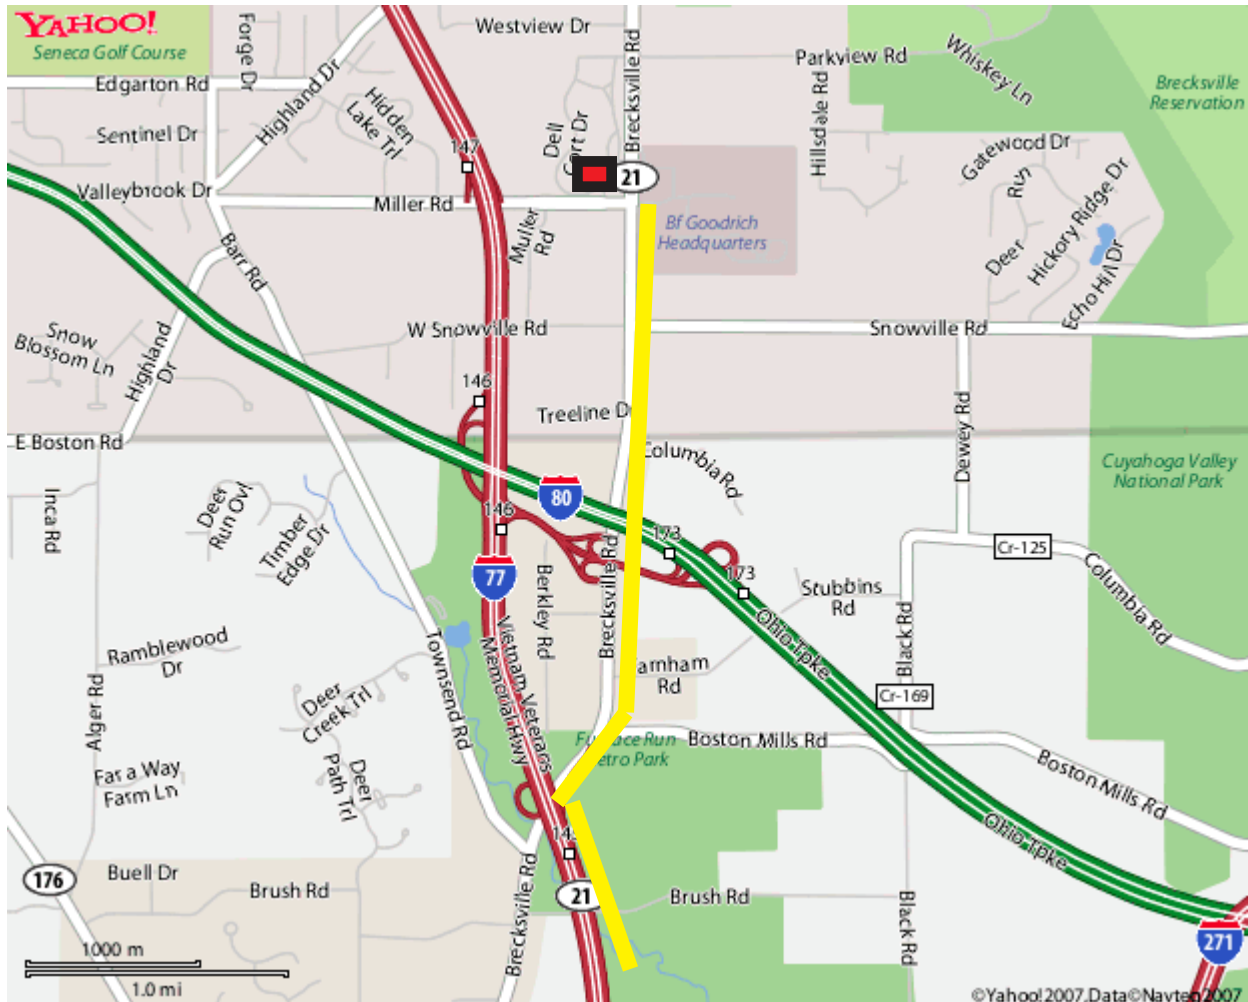 YAHOO!
Seneca Golf Course
Forge Dr
Westview Dr
Brecksville Rd
Parkview Rd
Whiskey Ln
Brecksville
Reservation
Edgarton Rd
Highland Dr
Hidden
Lake Trl
Sentinel Dr
Dell
Hillsdale Rd
Gatewood Dr
147
21
Valleybrook Dr
Miller Rd
Muller
Rd
Bf Goodrich
Headquarters
Deer
Run
Hickory Ridge Dr
Echo Hill Dr
Barr Rd
Snow
Blossom Ln
Highland
Dr
W Snowville Rd
Snowville Rd
146
Treeline D
Dewey Rd
E Boston Rd
Columbia Rd
Cuyahoga Valley
National Park
Inca Rd
Deer
Run Ovl
Timber
Edge Dr
80
146
173
173
Cr-125
77
Berkley Rd
Brecksville Rd
Stubbins
Rd
Columbia Rd
Ohio Tpke
Black Rd
Ramblewood
Dr
Townsend Rd
Vietnam Veterans
Memorial Hwy
arnham
Rd
Alger Rd
Deer
Creek Trl
Cr-169
Boston Mills Rd
Deer
Path Trl
Far a Way
Farm Ln
Boston Mills Rd
Ohio Tpke
14
176
Buell Dr
Brush Rd
Brecksville Rd
21
Brush Rd
Black Rd
271
1000 m
1.0 mi
©Yahoo!2007,Data©Navteq2007